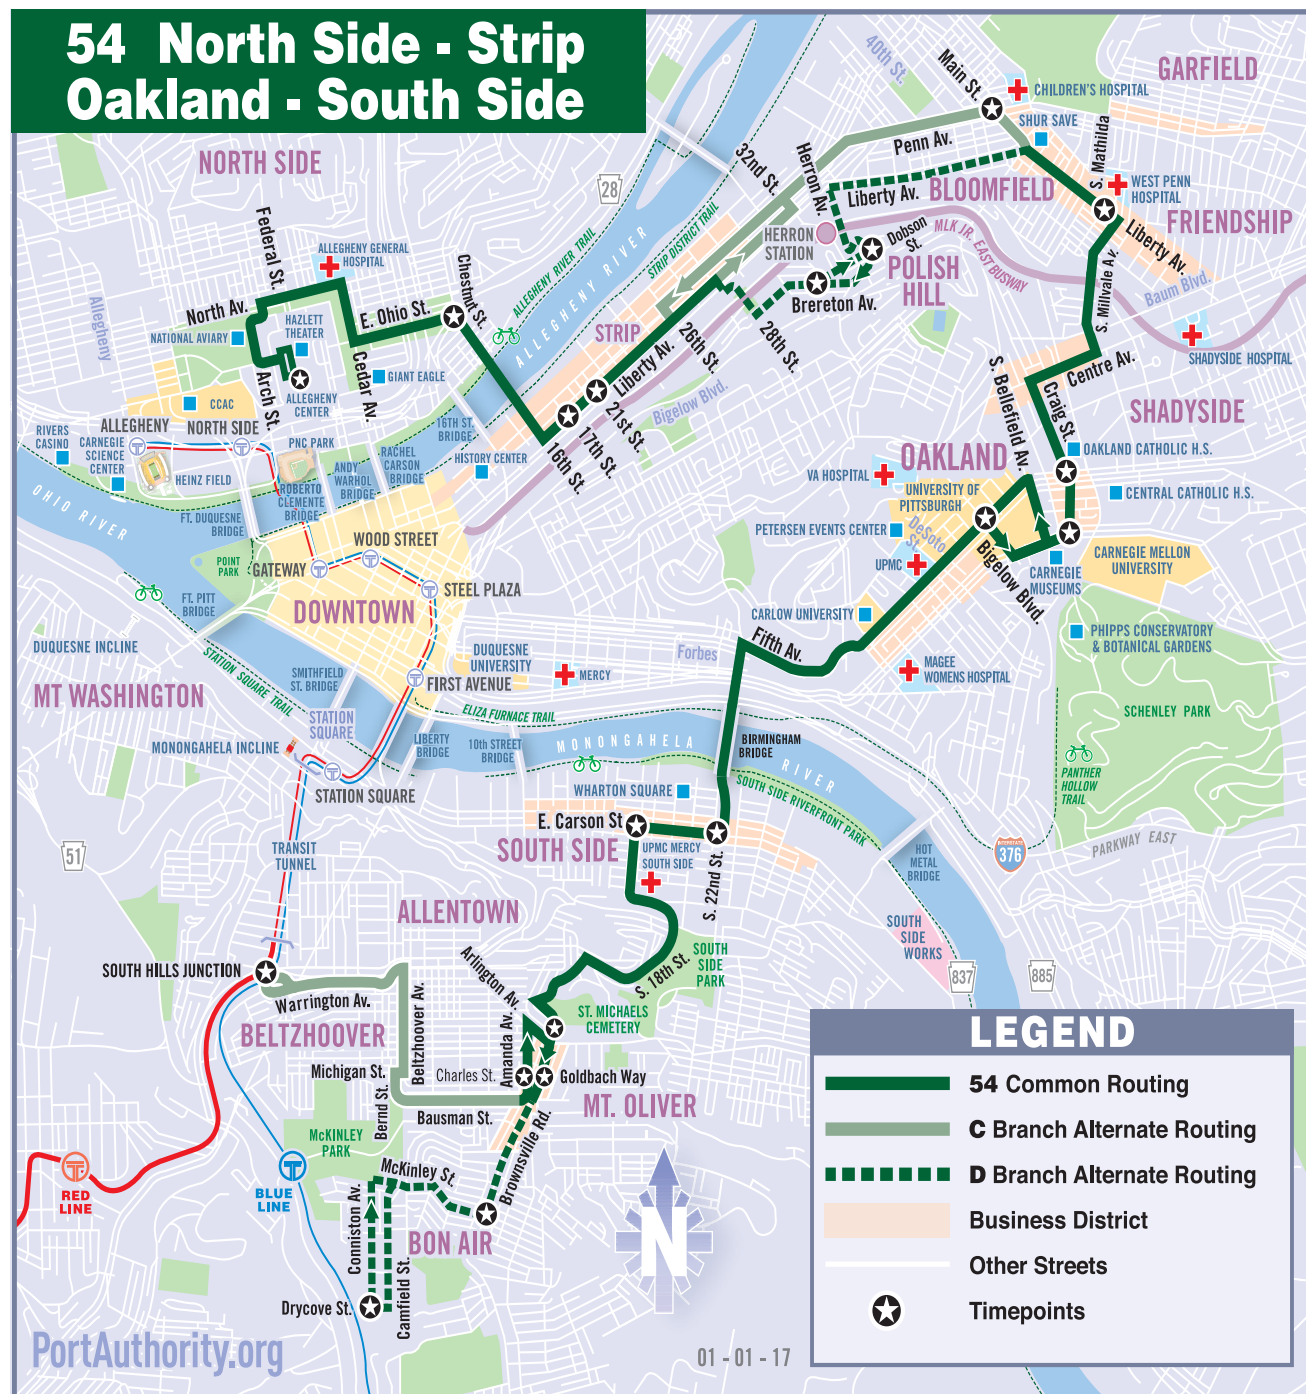 54 North Side - Strip
Oakland - South Side
NORTH SIDE
GARFIELD
40th St.
Main St.
CHILDREN'S HOSPITAL
SHUR SAVE
S. Mathilda
Penn Av.
32nd St.
Herron Av.
Liberty Av.
BLOOMFIELD
WEST PENN
HOSPITAL
FRIENDSHIP
Liberty Av.
28
Federal St.
ALLEGHENY GENERAL
HOSPITAL
Chestnut St.
ALLEGHENY RIVER TRAIL
ALLEGHENY RIVER
STRIP DISTRICT TRAIL
HERRON
STATION
Dobson
St.
MLK JR. EAST BUSWAY
POLISH
HILL
Brereton Av.
S. Millvale Av.
Baum Blvd.
SHADYSIDE HOSPITAL
Allegheny
North Av.
HAZLETT
THEATER
E. Ohio St.
NATIONAL AVIARY
STRIP
26th St.
28th St.
Liberty Av.
Cedar Av.
GIANT EAGLE
Arch St.
ALLEGHENY
CENTER
CCAC
Bigelow Blvd.
21st St.
17th St.
16th St.
S. Bellefield Av.
Centre Av.
Craig St.
SHADYSIDE
RIVERS
CASINO
ALLEGHENY
NORTH SIDE
CARNEGIE
SCIENCE
CENTER
PNC PARK
HEINZ FIELD
16TH ST.
BRIDGE
RACHEL
CARSON
BRIDGE
ANDY
WARHOL
BRIDGE
ROBERTO
CLEMENTE
BRIDGE
HISTORY CENTER
OAKLAND
OAKLAND CATHOLIC H.S.
VA HOSPITAL
UNIVERSITY OF
PITTSBURGH
CENTRAL CATHOLIC H.S.
OHIO RIVER
FT. DUQUESNE
BRIDGE
PETERSEN EVENTS CENTER
DeSoto
St.
WOOD STREET
POINT
PARK
GATEWAY
UPMC
Bigelow Blvd.
CARNEGIE
MUSEUMS
CARNEGIE MELLON
UNIVERSITY
FT. PITT
BRIDGE
STEEL PLAZA
DOWNTOWN
CARLOW UNIVERSITY
Fifth Av.
PHIPPS CONSERVATORY
& BOTANICAL GARDENS
DUQUESNE INCLINE
STATION SQUARE TRAIL
DUQUESNE
UNIVERSITY
Forbes
MERCY
MAGEE
WOMENS HOSPITAL
SMITHFIELD
ST. BRIDGE
FIRST AVENUE
MT WASHINGTON
STATION
SQUARE
ELIZA FURNACE TRAIL
SCHENLEY PARK
MONONGAHELA INCLINE
LIBERTY
BRIDGE
10th STREET
BRIDGE
MONONGAHELA
RIVER
BIRMINGHAM
BRIDGE
PANTHER
HOLLOW
TRAIL
STATION SQUARE
WHARTON SQUARE
SOUTH SIDE RIVERFRONT PARK
E. Carson St
SOUTH SIDE
UPMC MERCY
SOUTH SIDE
S. 22nd St.
HOT
METAL
BRIDGE
INTERSTATE
376
PARKWAY EAST
51
TRANSIT
TUNNEL
ALLENTOWN
SOUTH
SIDE
WORKS
SOUTH
SIDE
PARK
S. 18th St.
837
885
Arlington Av.
SOUTH HILLS JUNCTION
Warrington Av.
BELTZHOOVER
Beltzhoover Av.
ST. MICHAELS
CEMETERY
Amanda Av.
Michigan St.
Charles St.
Goldbach Way
MT. OLIVER
Bernd St.
Bausman St.
McKINLEY
PARK
McKinley St.
Brownsville Rd.
RED
LINE
BLUE
LINE
Conniston Av.
BON AIR
Camfield St.
Drycove St.
N
PortAuthority.org
01 - 01 - 17
LEGEND
54 Common Routing
C Branch Alternate Routing
D Branch Alternate Routing
Business District
Other Streets
Timepoints